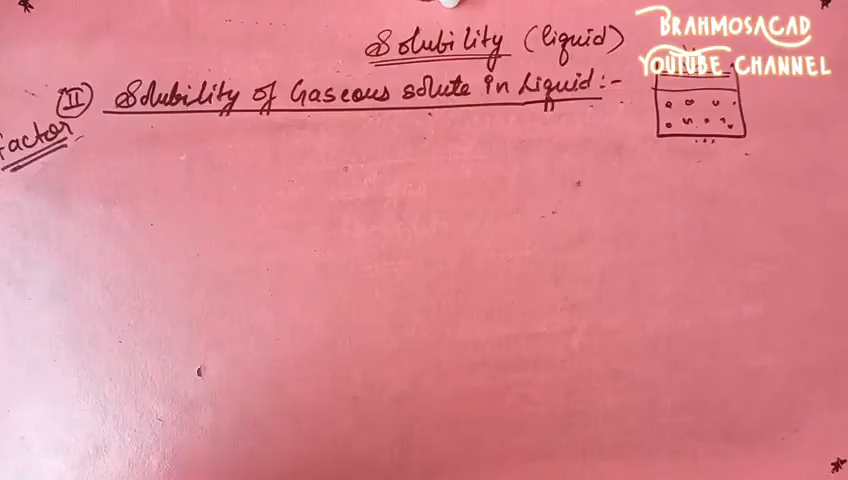 Solubility (liquid)
BRAHMOSACAD
YOUTUBE CHANNEL
II Solubility of Gaseous solute in Liquid :-
Factor